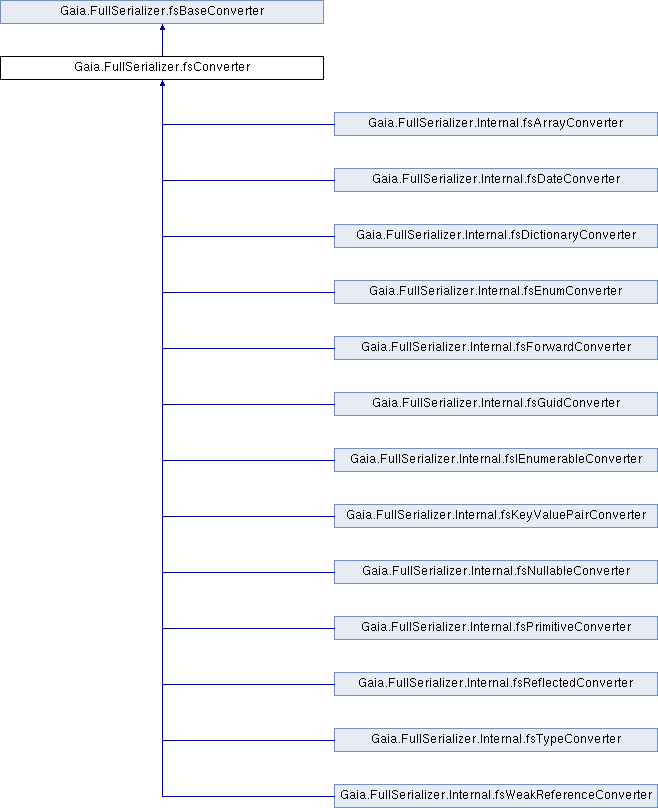 Gaia.FullSerializer.fsBaseConverter
Gaia.FullSerializer.fsConverter
Gaia.FullSerializer.Internal.fsArrayConverter
Gaia.FullSerializer.Internal.fsDateConverter
Gaia.FullSerializer.Internal.fsDictionaryConverter
Gaia.FullSerializer.Internal.fsEnumConverter
Gaia.FullSerializer.Internal.fsForwardConverter
Gaia.FullSerializer.Internal.fsGuidConverter
Gaia.FullSerializer.Internal.fsIEnumerableConverter
Gaia.FullSerializer.Internal.fsKeyValuePairConverter
Gaia.FullSerializer.Internal.fsNullableConverter
Gaia.FullSerializer.Internal.fsPrimitiveConverter
Gaia.FullSerializer.Internal.fsReflectedConverter
Gaia.FullSerializer.Internal.fsTypeConverter
Gaia.FullSerializer.Internal.fsWeakReferenceConverter